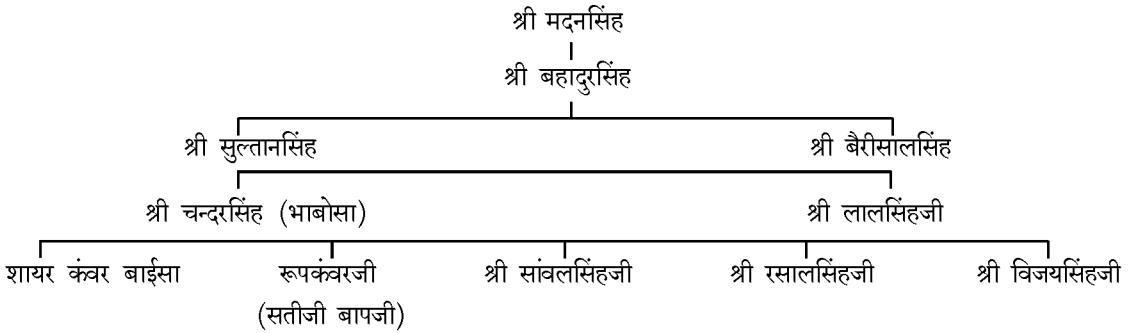 श्री मदनसिंह
श्री बहादुरसिंह
श्री सुल्तानसिंह श्री बैरीसालसिंह
श्री चन्दरसिंह (भाबोसा) श्री लालसिंहजी
शायर कंवर बाईसा रूपकंवरजी श्री सांवलसिंहजी श्री रसालसिंहजी श्री विजयसिंहजी
(सतीजी बापजी)